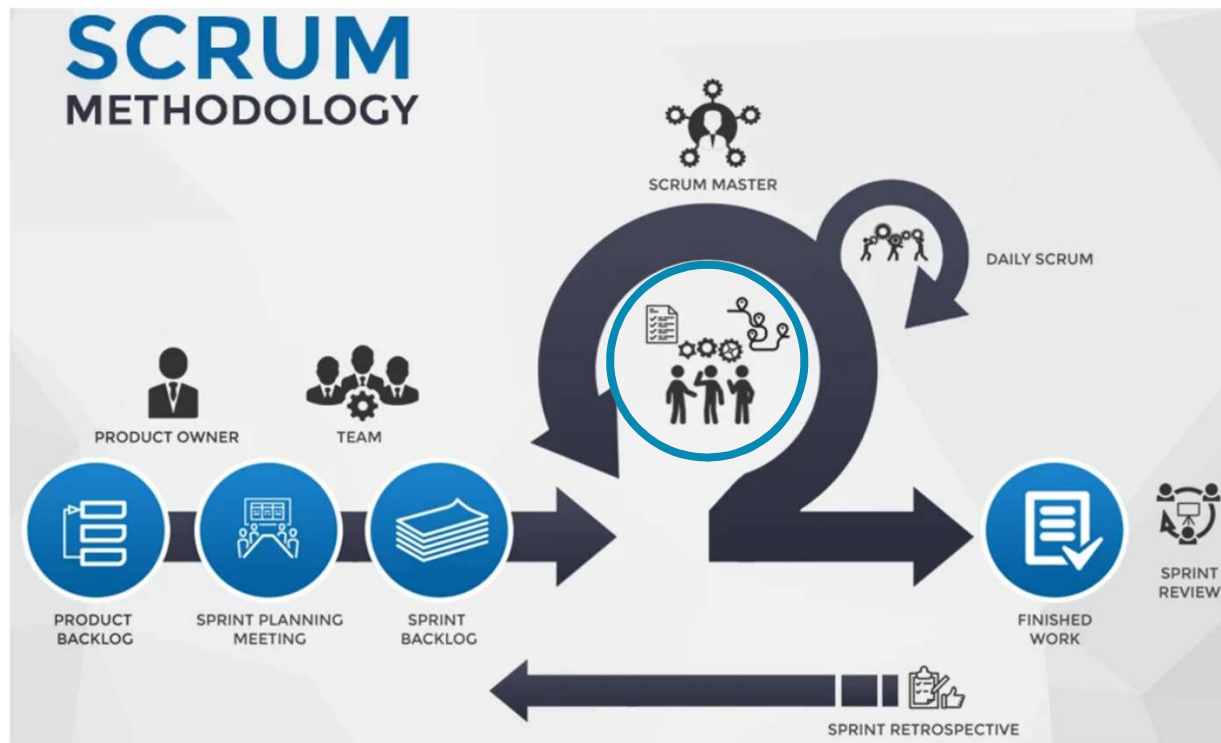 SCRUM
METHODOLOGY
SCRUM MASTER
DAILY SCRUM
PRODUCT OWNER
TEAM
PRODUCT
BACKLOG
SPRINT PLANNING
MEETING
SPRINT
BACKLOG
FINISHED
WORK
SPRINT
REVIEW
SPRINT RETROSPECTIVE